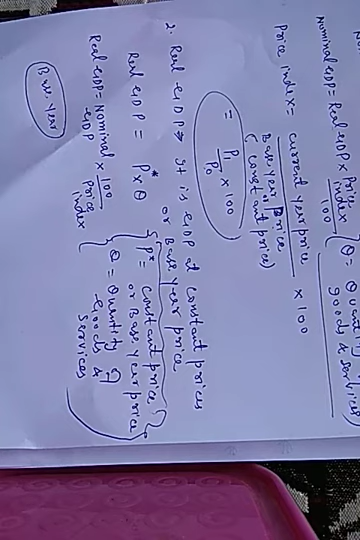 Nominal GDP = Real GDP × Price index / 100 (Q = Quantity goods & services)
Price index = Current year price / Base year Price (Constant price) × 100
= P1 / P0 × 100
2. Real GDP → It is GDP at constant prices
or Base year price
Real GDP = P* × Q { P* = constant price
or Base year price
Real GDP = Nominal GDP × 100 / Price index { Q = Quantity of
Goods &
Services
Base year